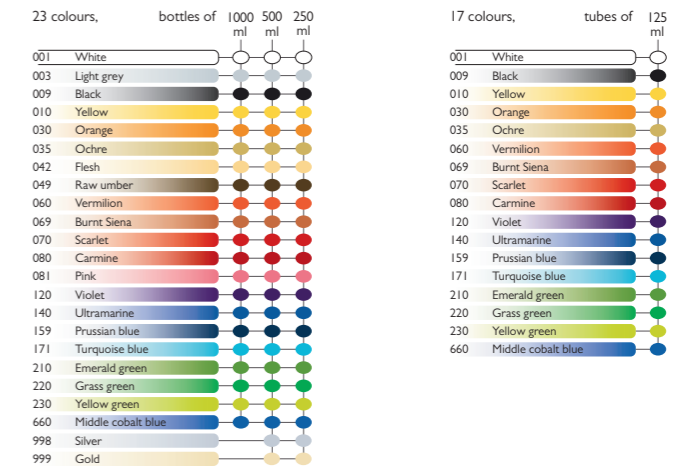 23 colours, bottles of 1000 500 250
ml ml ml
001 White
003 Light grey
009 Black
010 Yellow
030 Orange
035 Ochre
042 Flesh
049 Raw umber
060 Vermilion
069 Burnt Siena
070 Scarlet
080 Carmine
081 Pink
120 Violet
140 Ultramarine
159 Prussian blue
171 Turquoise blue
210 Emerald green
220 Grass green
230 Yellow green
660 Middle cobalt blue
998 Silver
999 Gold
17 colours, tubes of 125
ml
001 White
009 Black
010 Yellow
030 Orange
035 Ochre
060 Vermilion
069 Burnt Siena
070 Scarlet
080 Carmine
120 Violet
140 Ultramarine
159 Prussian blue
171 Turquoise blue
210 Emerald green
220 Grass green
230 Yellow green
660 Middle cobalt blue